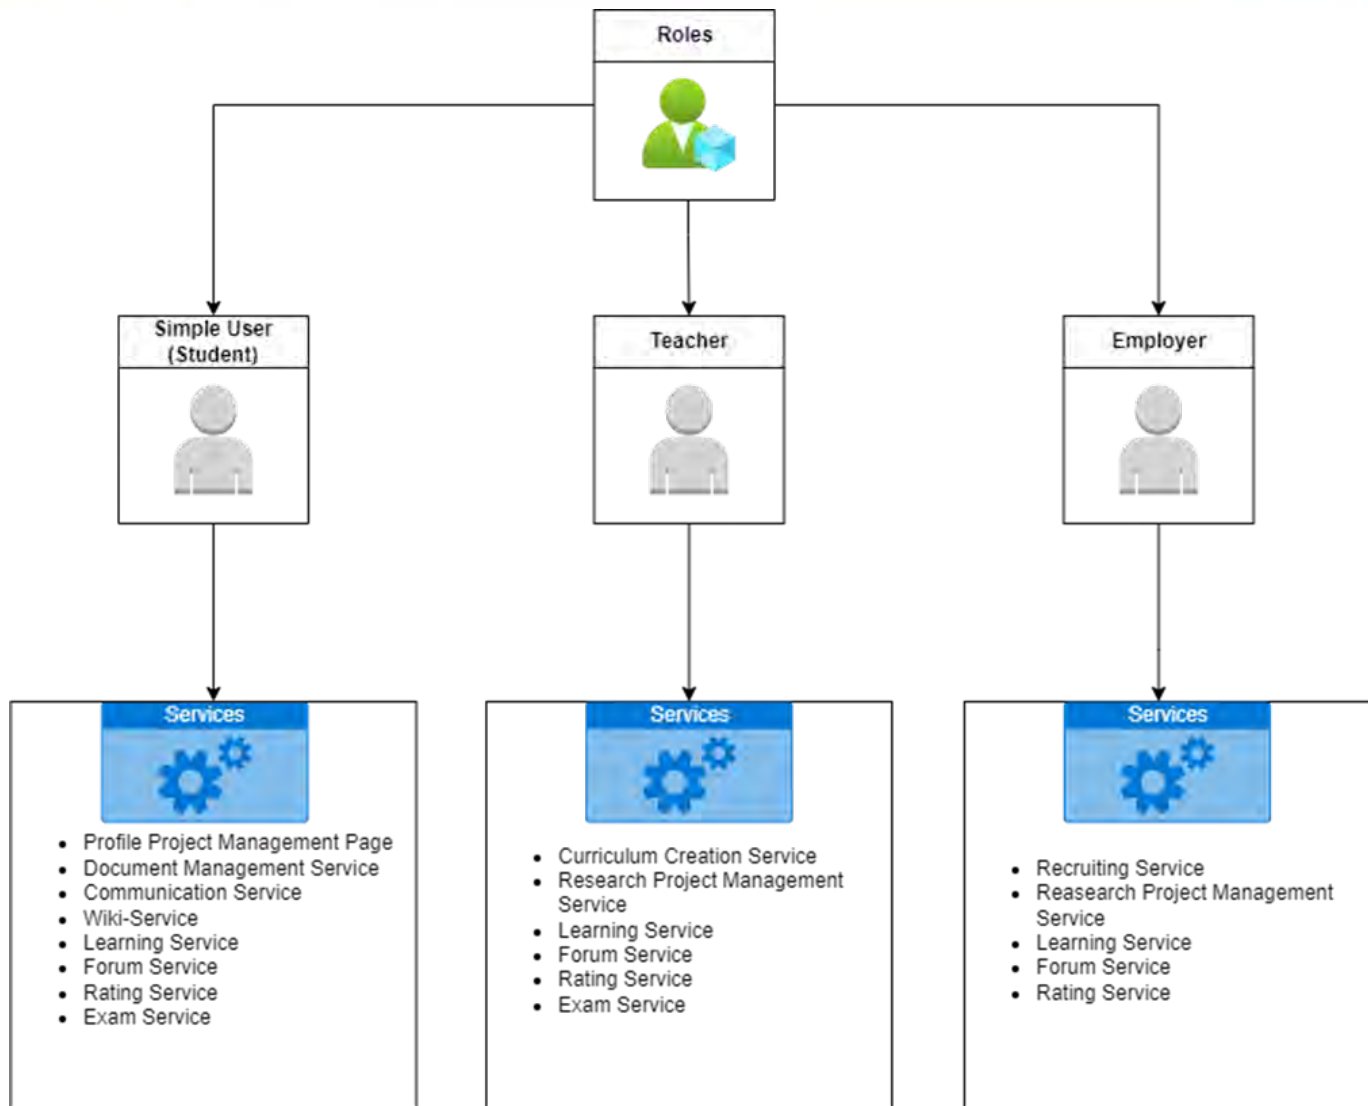 Roles
Simple User
(Student)
Teacher
Employer
Services
• Profile Project Management Page
• Document Management Service
• Communication Service
• Wiki-Service
• Learning Service
• Forum Service
• Rating Service
• Exam Service
Services
• Curriculum Creation Service
• Research Project Management
Service
• Learning Service
• Forum Service
• Rating Service
• Exam Service
Services
• Recruiting Service
• Reasearch Project Management
Service
• Learning Service
• Forum Service
• Rating Service